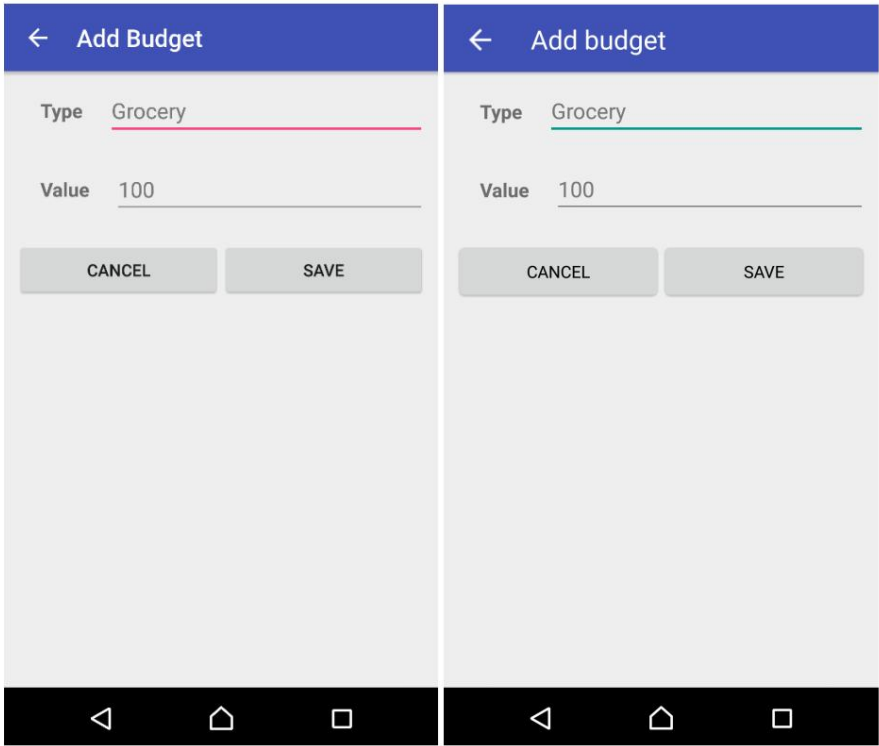 Add Budget
Type Grocery
Value 100
CANCEL SAVE
Add budget
Type Grocery
Value 100
CANCEL SAVE